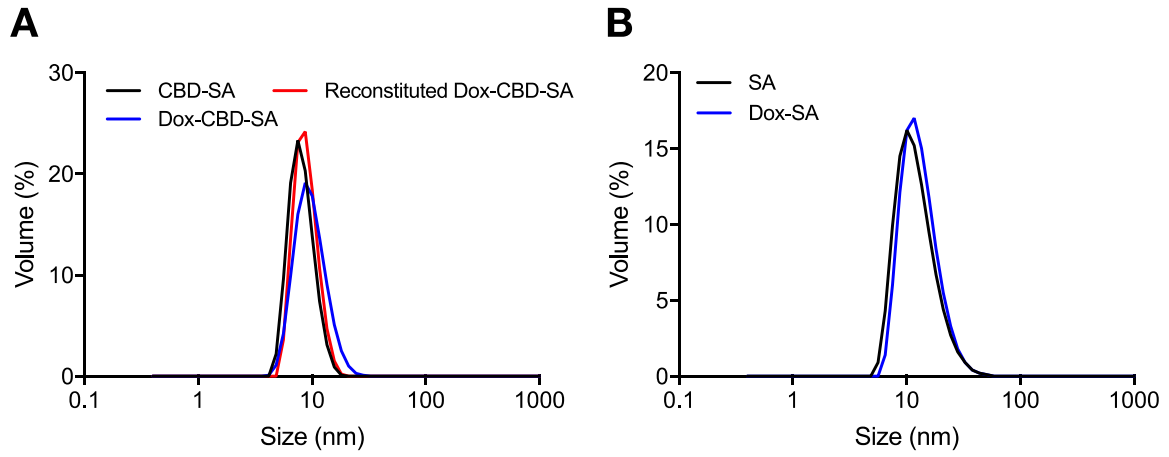 A
CBD-SA
Reconstituted Dox-CBD-SA
Dox-CBD-SA
Volume (%)
30
20
10
0
0.1 1 10 100 1000
Size (nm)
B
SA
Dox-SA
Volume (%)
20
15
10
5
0
0.1 1 10 100 1000
Size (nm)